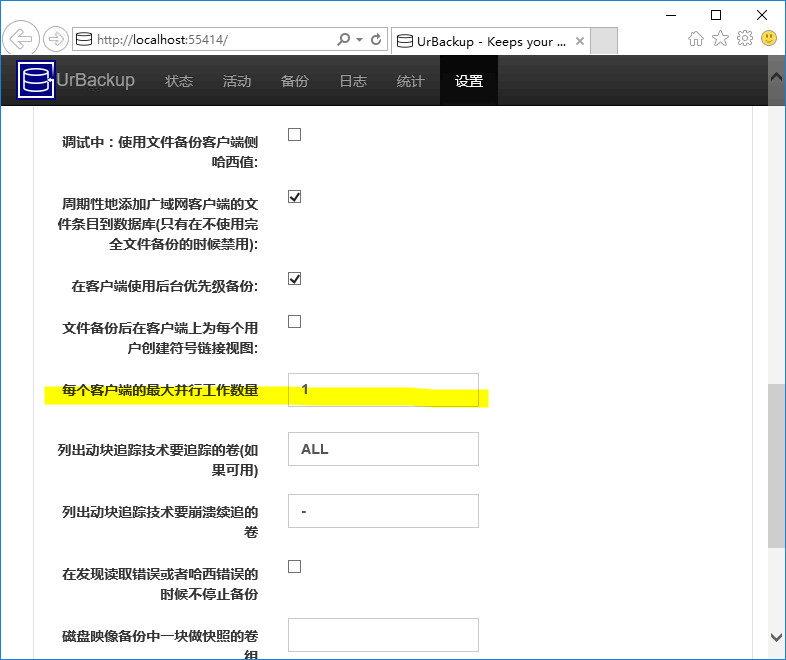 http://localhost:55414/
UrBackup - Keeps your ...
UrBackup 状态 活动 备份 日志 统计 设置
调试中：使用文件备份客户端侧
哈西值:
周期性地添加广域网客户端的文
件条目到数据库(只有在不使用完
全文件备份的时候禁用):
在客户端使用后台优先级备份:
文件备份后在客户端上为每个用
户创建符号链接视图:
每个客户端的最大并行工作数量 1
列出动块追踪技术要追踪的卷(如
果可用)
ALL
列出动块追踪技术要崩溃续追的
卷
-
在发现读取错误或者哈西错误的
时候不停止备份
磁盘映像备份中一块做快照的卷
组